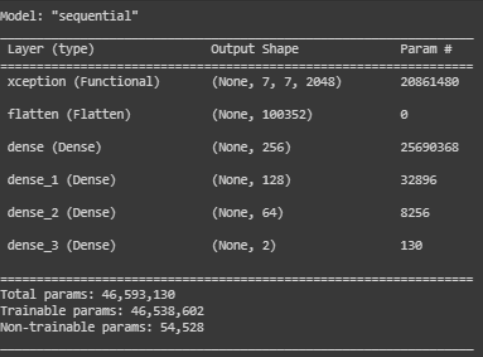 Model: "sequential"
Layer (type) Output Shape Param #
xception (Functional) (None, 7, 7, 2048) 20861480
flatten (Flatten) (None, 100352) 0
dense (Dense) (None, 256) 25690368
dense_1 (Dense) (None, 128) 32896
dense_2 (Dense) (None, 64) 8256
dense_3 (Dense) (None, 2) 130
Total params: 46,593,130
Trainable params: 46,538,602
Non-trainable params: 54,528